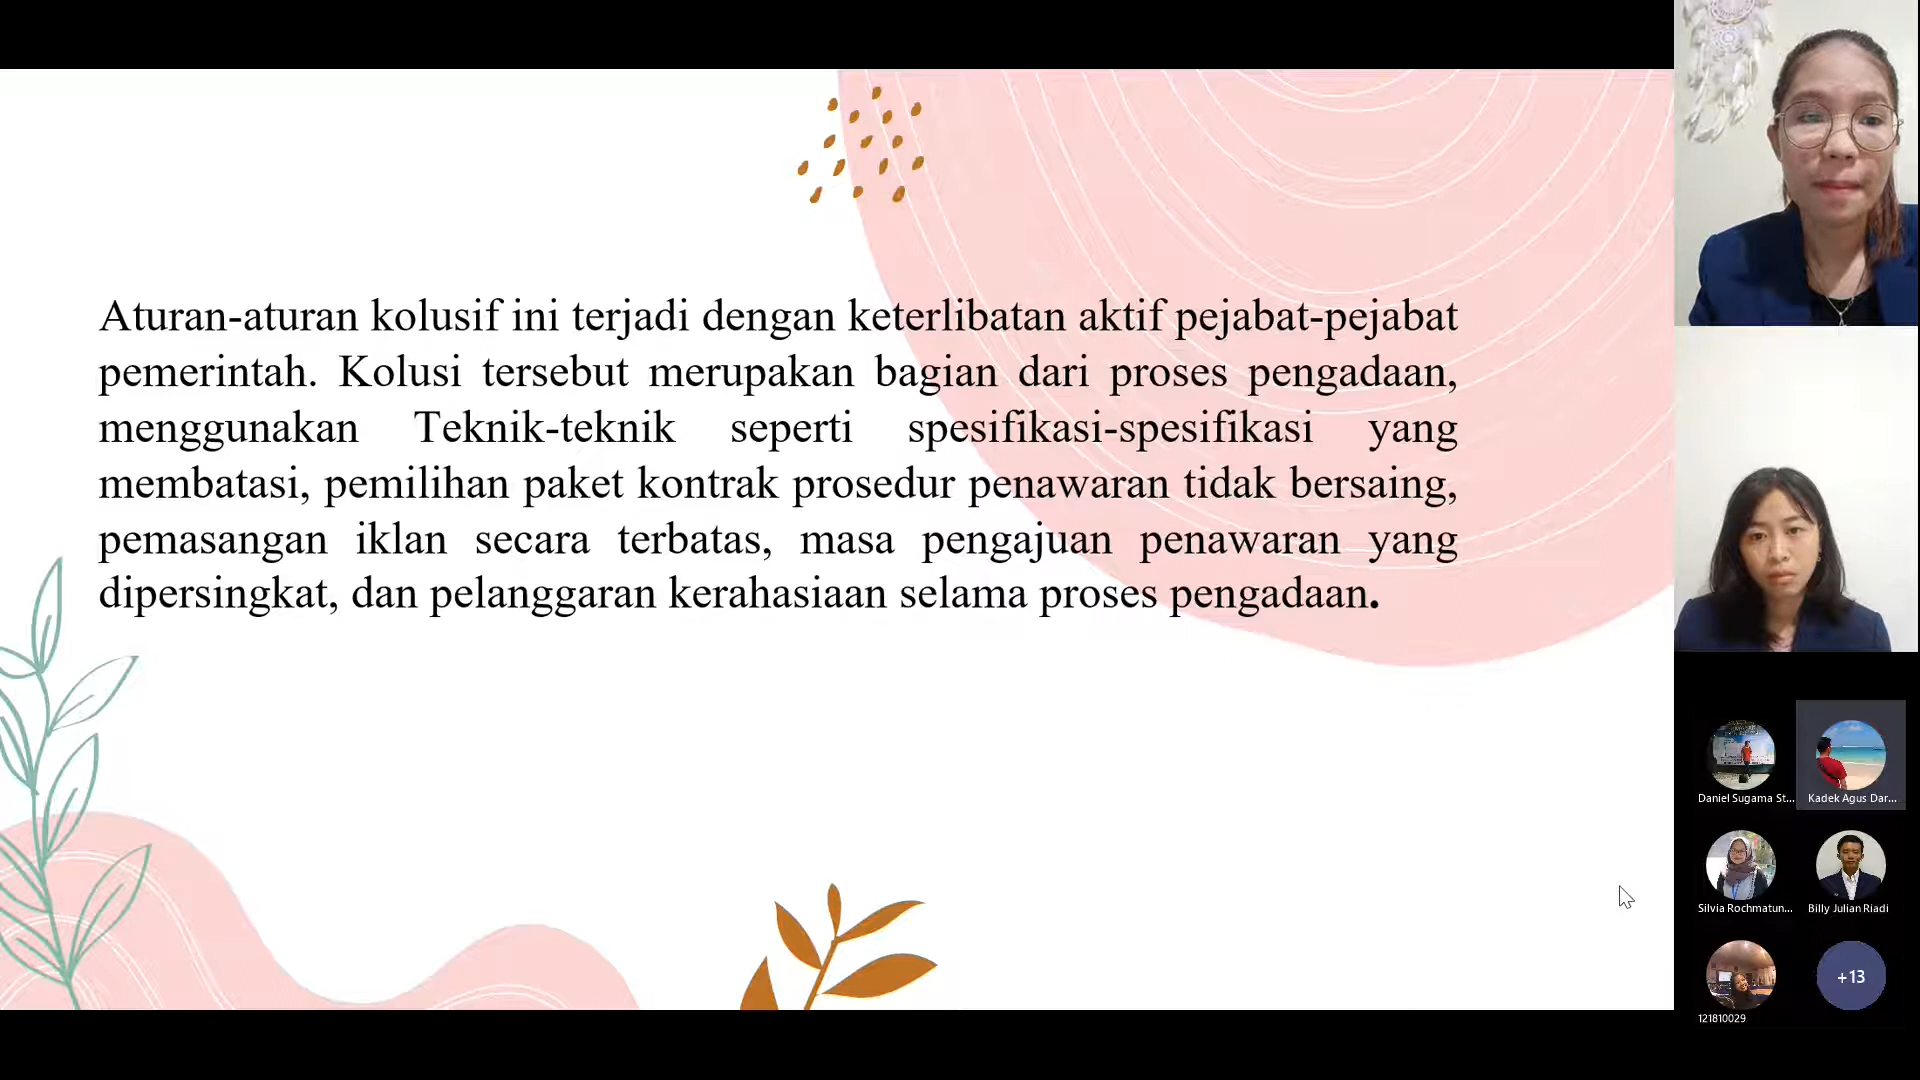 Aturan-aturan kolusif ini terjadi dengan keterlibatan aktif pejabat-pejabat
pemerintah. Kolusi tersebut merupakan bagian dari proses pengadaan,
menggunakan Teknik-teknik seperti spesifikasi-spesifikasi yang
membatasi, pemilihan paket kontrak prosedur penawaran tidak bersaing,
pemasangan iklan secara terbatas, masa pengajuan penawaran yang
dipersingkat, dan pelanggaran kerahasiaan selama proses pengadaan.
Daniel Sugama St...
Kadek Agus Dar...
Silvia Rochmatun...
Billy Julian Riadi
121810029
+13